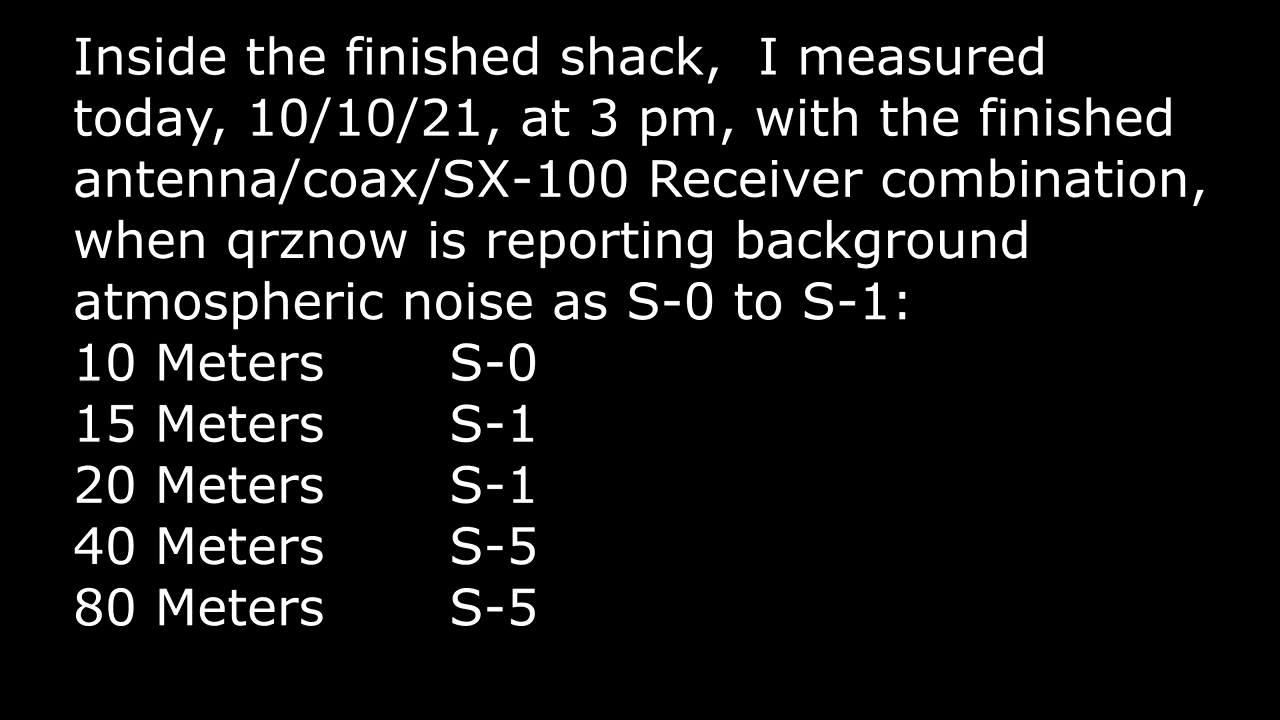 Inside the finished shack,  I measured
today, 10/10/21, at 3 pm, with the finished
antenna/coax/SX-100 Receiver combination,
when qrznow is reporting background
atmospheric noise as S-0 to S-1:
10 Meters S-0
15 Meters S-1
20 Meters S-1
40 Meters S-5
80 Meters S-5